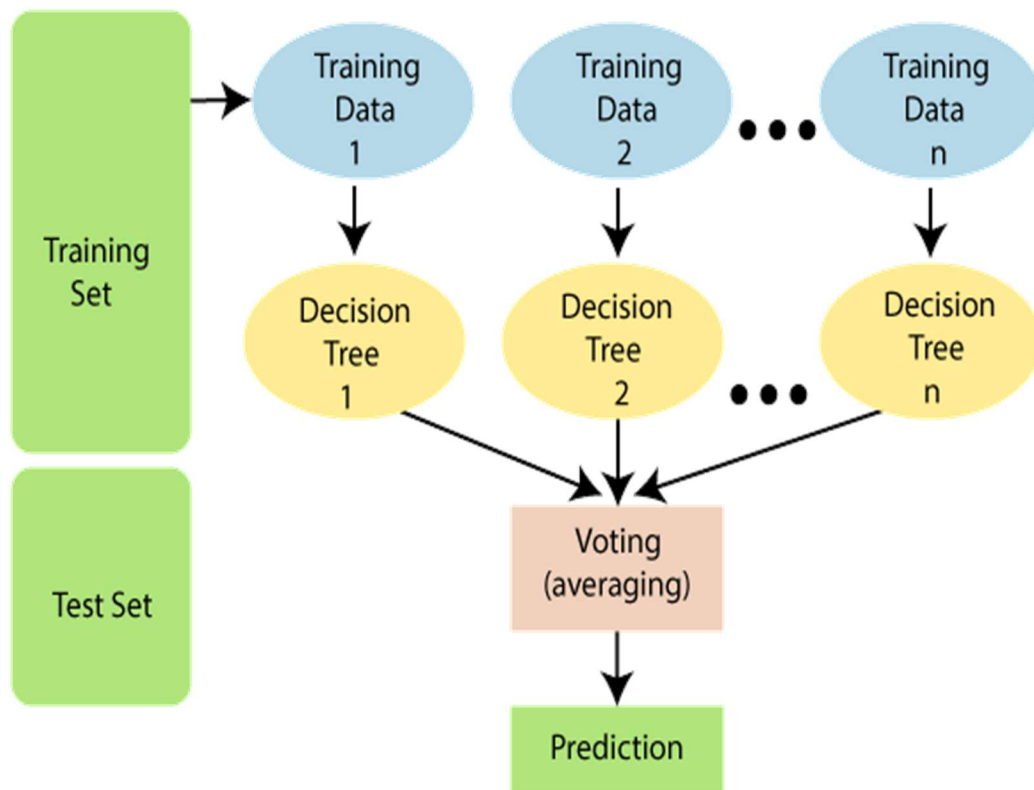 Training
Set
Test Set
Training
Data
1
Training
Data
2
Training
Data
n
Decision
Tree
1
Decision
Tree
2
Decision
Tree
n
Voting
(averaging)
Prediction